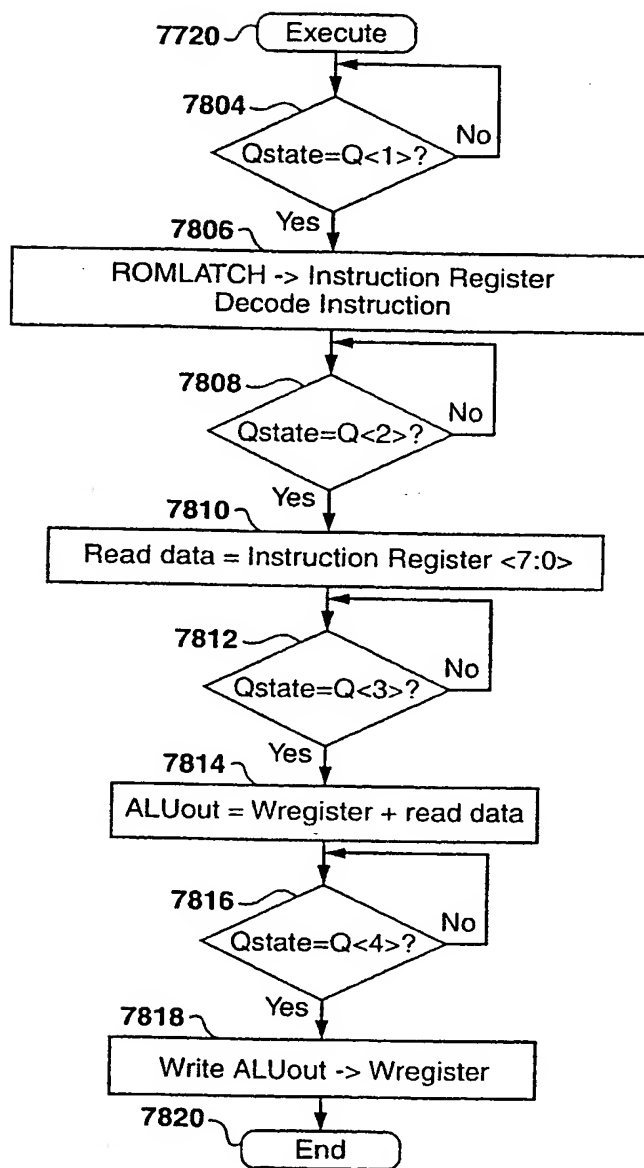 7720 Execute
7804
Qstate=Q<1>?
No
Yes
7806
ROMLATCH -> Instruction Register
Decode Instruction
7808
Qstate=Q<2>?
No
Yes
7810
Read data = Instruction Register <7:0>
7812
Qstate=Q<3>?
No
Yes
7814
ALUout = Wregister + read data
7816
Qstate=Q<4>?
No
Yes
7818
Write ALUout -> Wregister
7820
End